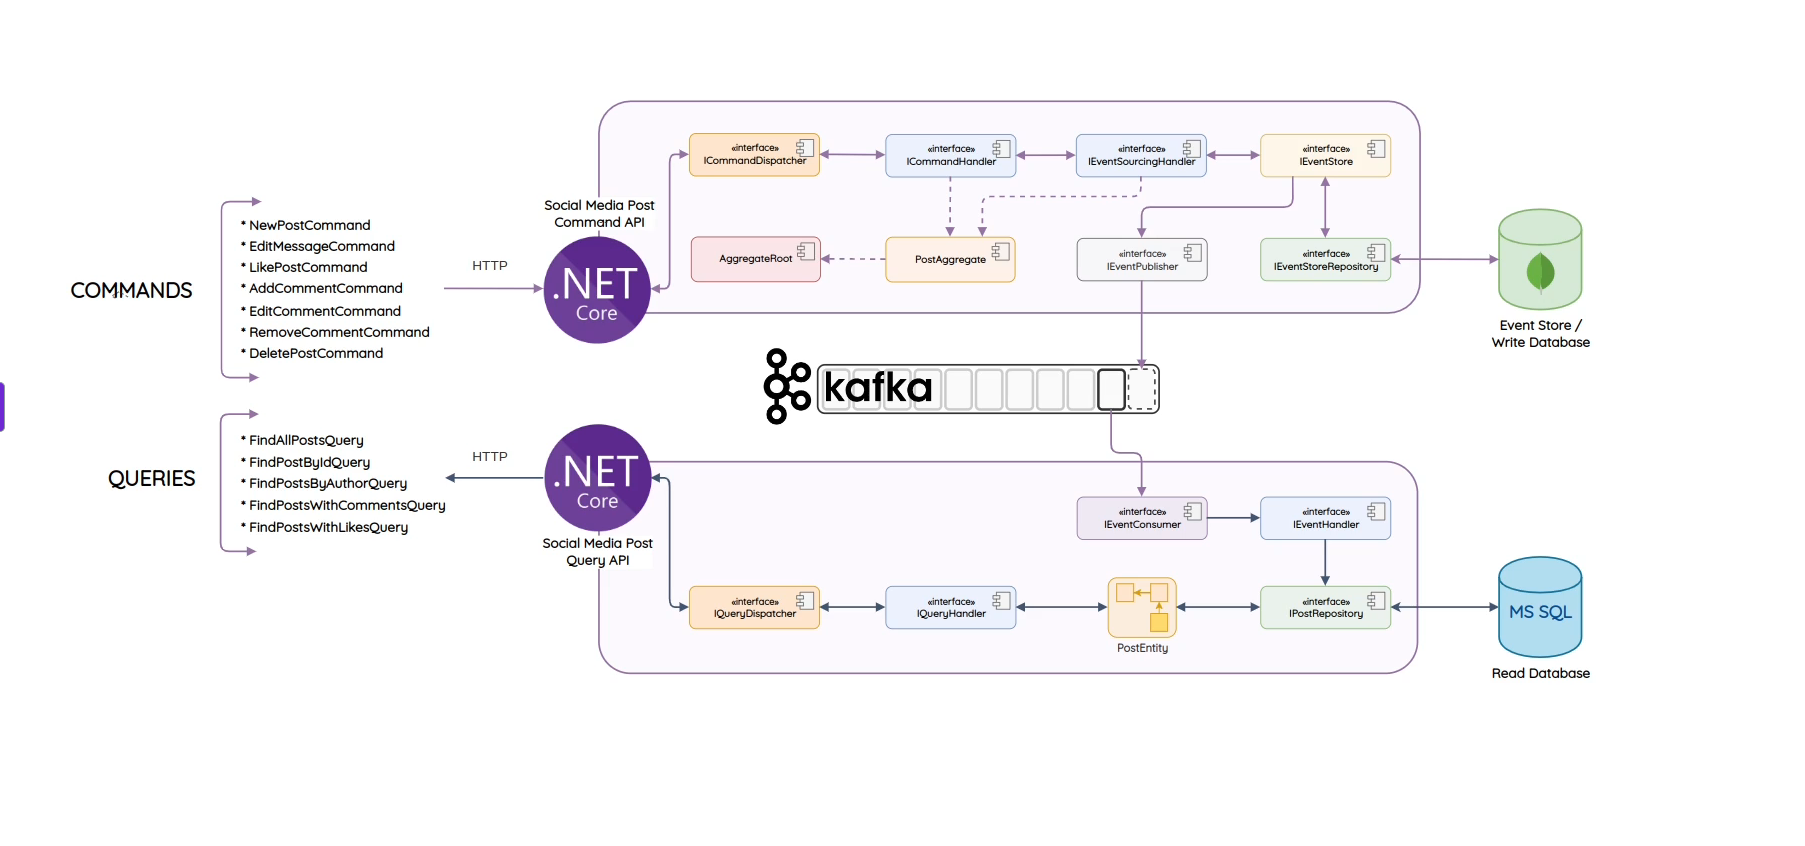 «interface»
ICommandDispatcher
«interface»
ICommandHandler
«interface»
IEventSourcingHandler
«interface»
IEventStore
Social Media Post
Command API
.NET
Core
AggregateRoot
PostAggregate
«interface»
IEventPublisher
«interface»
IEventStoreRepository
Event Store /
Write Database
COMMANDS
* NewPostCommand
* EditMessageCommand
* LikePostCommand
* AddCommentCommand
* EditCommentCommand
* RemoveCommentCommand
* DeletePostCommand
HTTP
kafka
QUERIES
* FindAllPostsQuery
* FindPostByIdQuery
* FindPostsByAuthorQuery
* FindPostsWithCommentsQuery
* FindPostsWithLikesQuery
HTTP
.NET
Core
Social Media Post
Query API
«interface»
IEventConsumer
«interface»
IEventHandler
«interface»
IQueryDispatcher
«interface»
IQueryHandler
PostEntity
«interface»
IPostRepository
MS SQL
Read Database